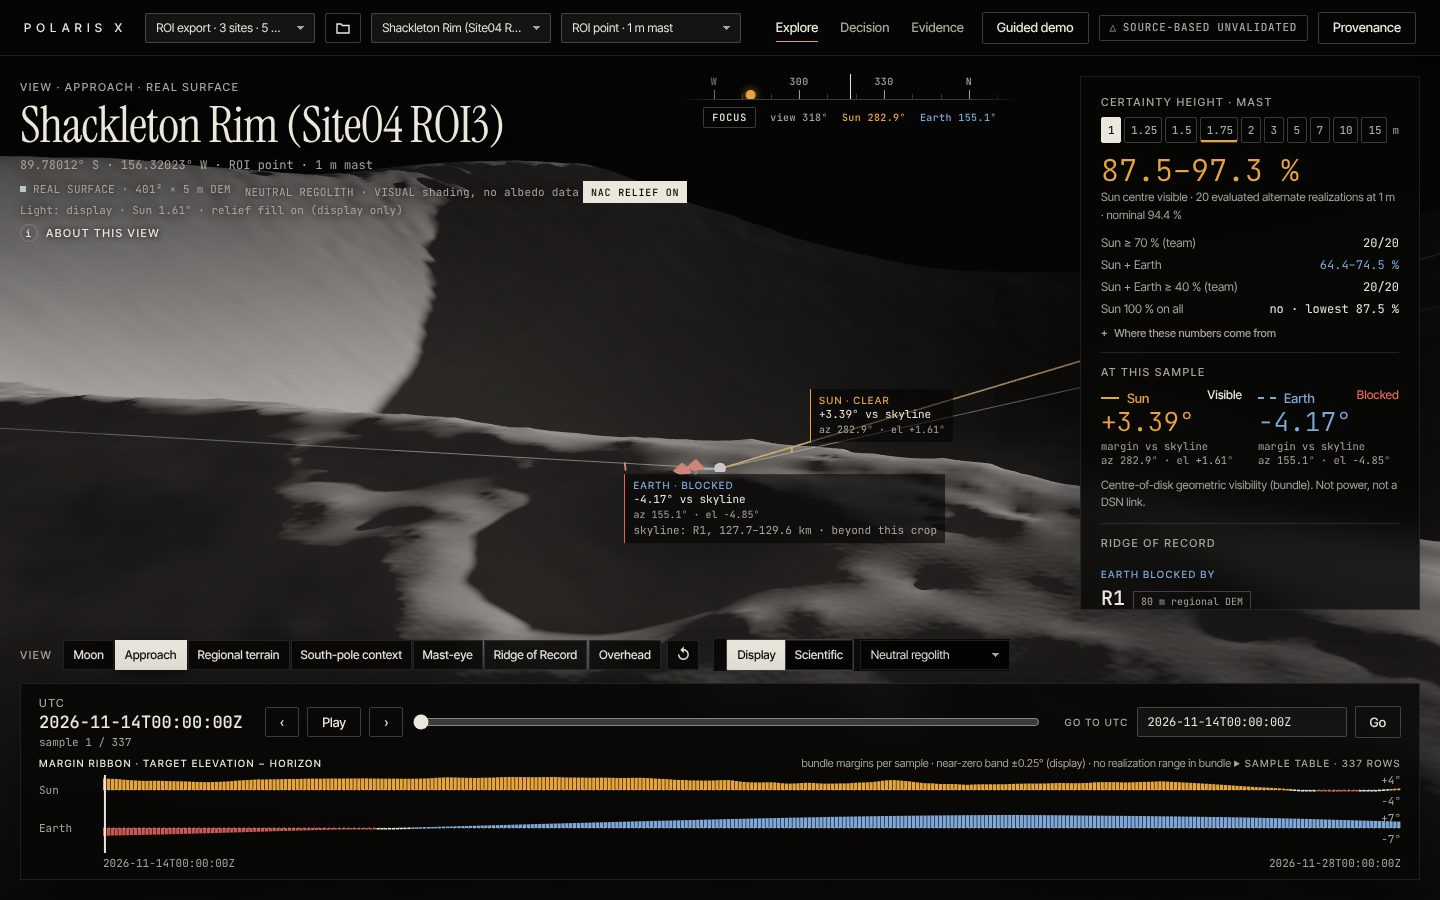 POLARIS X
ROI export · 3 sites · 5 ...
Shackleton Rim (Site04 R...
ROI point · 1 m mast
Explore
Decision
Evidence
Guided demo
△ SOURCE-BASED UNVALIDATED
Provenance
VIEW · APPROACH · REAL SURFACE
Shackleton Rim (Site04 ROI3)
89.78012° S · 156.32023° W · ROI point · 1 m mast
REAL SURFACE · 401² × 5 m DEM
NEUTRAL REGOLITH · VISUAL shading, no albedo data
NAC RELIEF ON
Light: display · Sun 1.61° · relief fill on (display only)
i ABOUT THIS VIEW
W 300 330 N
FOCUS
view 318°
Sun 282.9°
Earth 155.1°
SUN · CLEAR
+3.39° vs skyline
az 282.9° · el +1.61°
EARTH · BLOCKED
-4.17° vs skyline
az 155.1° · el -4.85°
skyline: R1, 127.7–129.6 km · beyond this crop
CERTAINTY HEIGHT · MAST
1 1.25 1.5 1.75 2 3 5 7 10 15 m
87.5–97.3 %
Sun centre visible · 20 evaluated alternate realizations at 1 m
· nominal 94.4 %
Sun ≥ 70 % (team) 20/20
Sun + Earth 64.4–74.5 %
Sun + Earth ≥ 40 % (team) 20/20
Sun 100 % on all no · lowest 87.5 %
+ Where these numbers come from
AT THIS SAMPLE
Sun Visible
+3.39°
margin vs skyline
az 282.9° · el +1.61°
Earth Blocked
-4.17°
margin vs skyline
az 155.1° · el -4.85°
Centre-of-disk geometric visibility (bundle). Not power, not a
DSN link.
RIDGE OF RECORD
EARTH BLOCKED BY
R1 80 m regional DEM
VIEW
Moon
Approach
Regional terrain
South-pole context
Mast-eye
Ridge of Record
Overhead
Display
Scientific
Neutral regolith
UTC
2026-11-14T00:00:00Z
sample 1 / 337
‹
Play
›
GO TO UTC
2026-11-14T00:00:00Z
Go
MARGIN RIBBON · TARGET ELEVATION – HORIZON
bundle margins per sample · near-zero band ±0.25° (display) · no realization range in bundle
▶ SAMPLE TABLE · 337 ROWS
Sun
+4°
-4°
Earth
+7°
-7°
2026-11-14T00:00:00Z
2026-11-28T00:00:00Z